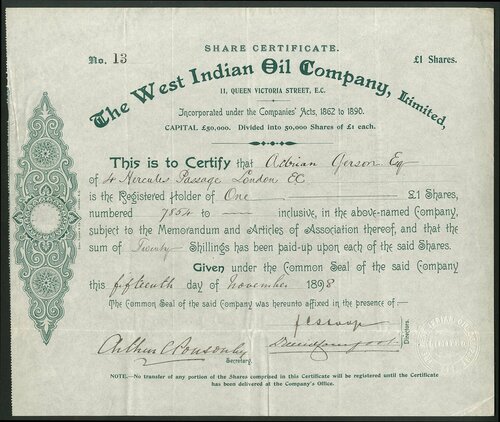 SHARE CERTIFICATE.
No. 13 £1 Shares.
The West Indian Oil Company, Limited,
11, QUEEN VICTORIA STREET, E.C.
Incorporated under the Companies' Acts, 1862 to 1890.
CAPITAL £50,000. Divided into 50,000 Shares of £1 each.
This is to Certify that Adrian Gerson Esq
of 4 Hercules Passage London EC
is the Registered Holder of One £1 Shares,
numbered 7854 to — inclusive, in the above-named Company,
subject to the Memorandum and Articles of Association thereof, and that the
sum of Twenty Shillings has been paid-up upon each of the said Shares.
Given under the Common Seal of the said Company
this fifteenth day of November 1898
The Common Seal of the said Company was hereunto affixed in the presence of—
Arthur C Ponsonby
Secretary.
Directors.
NOTE.—No transfer of any portion of the Shares comprised in this Certificate will be registered until the Certificate
has been delivered at the Company's Office.